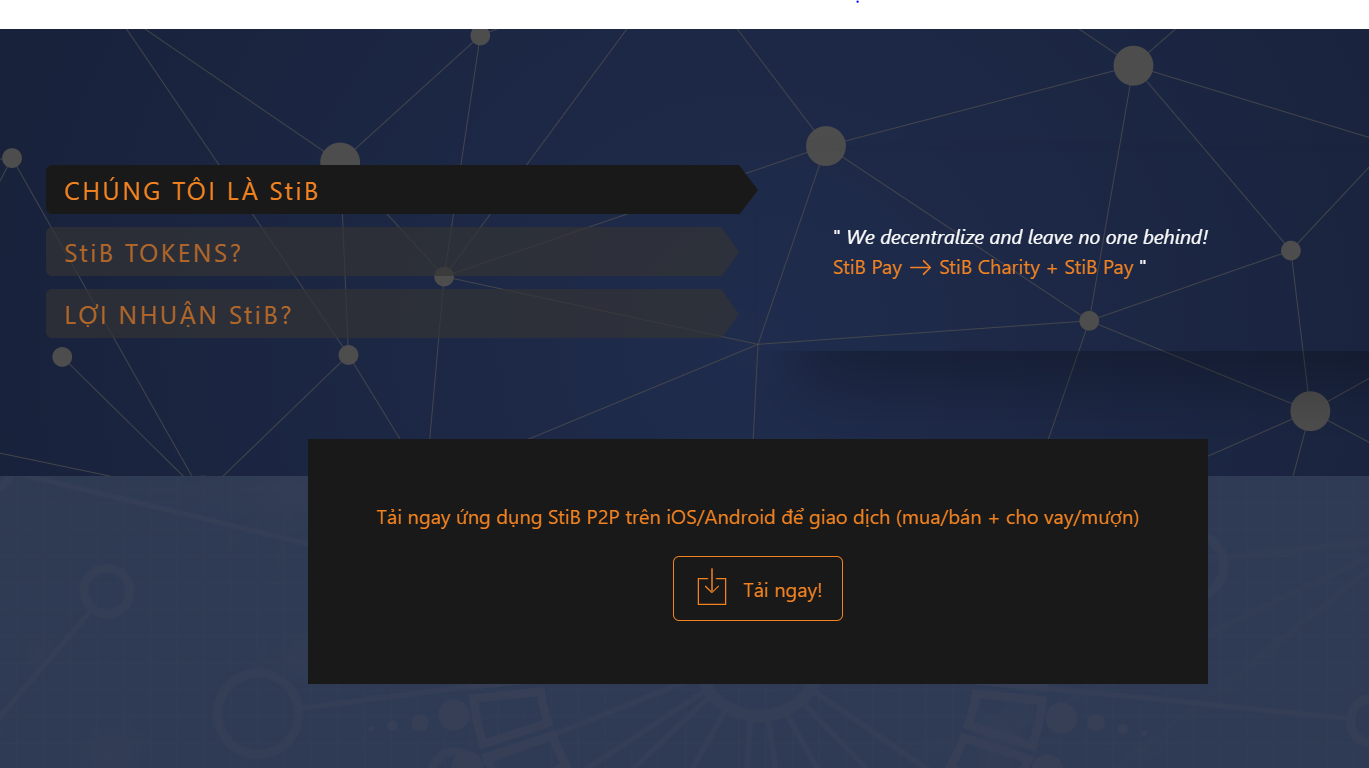 CHÚNG TÔI LÀ StiB
StiB TOKENS?
LỢI NHUẬN StiB?
" We decentralize and leave no one behind!
StiB Pay → StiB Charity + StiB Pay "
Tải ngay ứng dụng StiB P2P trên iOS/Android để giao dịch (mua/bán + cho vay/mượn)
Tải ngay!